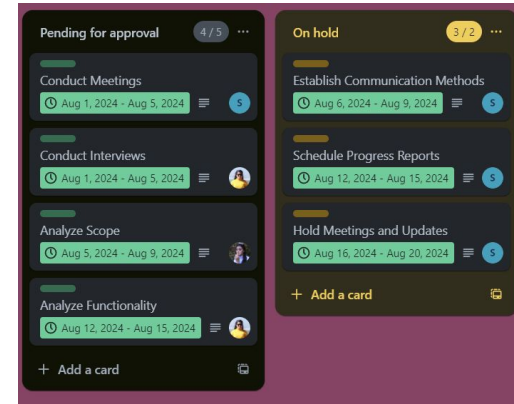 Pending for approval 4 / 5
Conduct Meetings
Aug 1, 2024 - Aug 5, 2024 S
Conduct Interviews
Aug 1, 2024 - Aug 5, 2024
Analyze Scope
Aug 5, 2024 - Aug 9, 2024
Analyze Functionality
Aug 12, 2024 - Aug 15, 2024
+ Add a card
On hold 3 / 2
Establish Communication Methods
Aug 6, 2024 - Aug 9, 2024 S
Schedule Progress Reports
Aug 12, 2024 - Aug 15, 2024 S
Hold Meetings and Updates
Aug 16, 2024 - Aug 20, 2024 S
+ Add a card